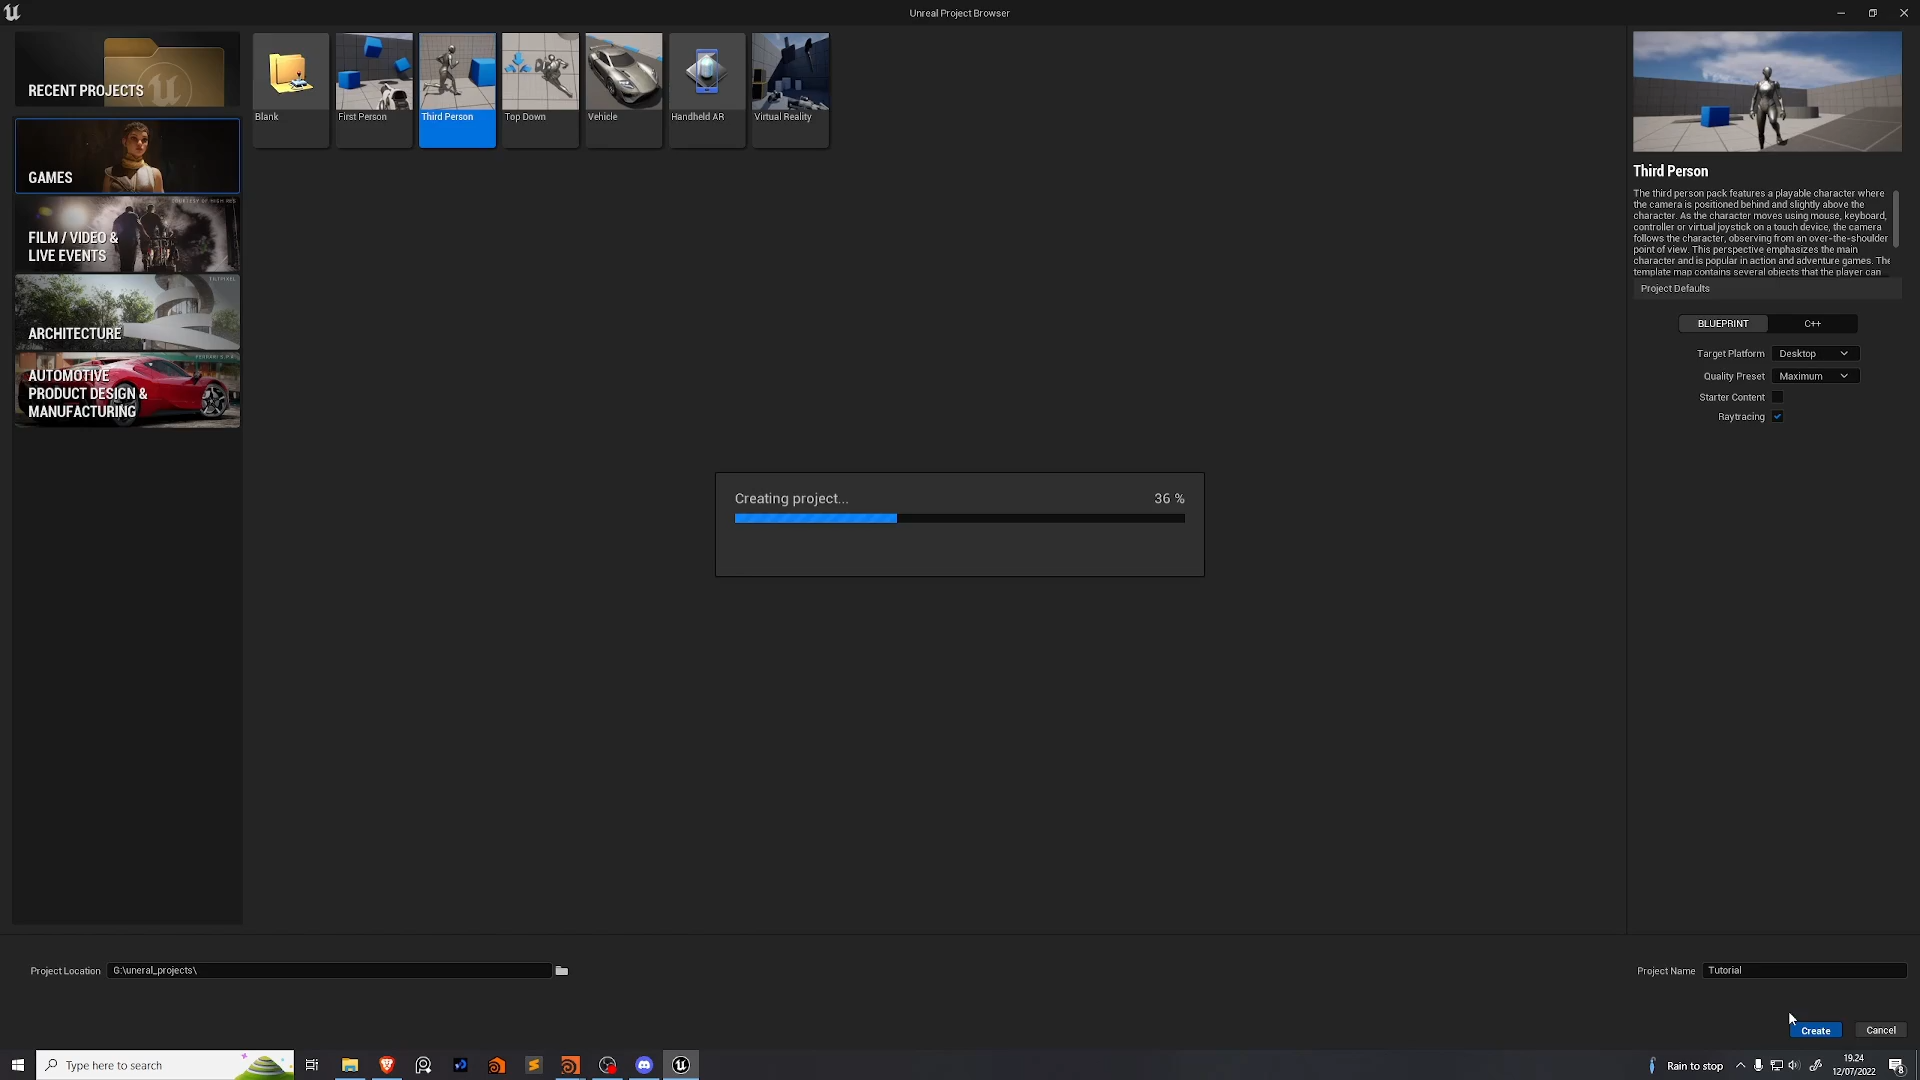 Unreal Project Browser
RECENT PROJECTS
GAMES
COURTESY OF HIGH RES
FILM / VIDEO &
LIVE EVENTS
ARCHITECTURE
AUTOMOTIVE
PRODUCT DESIGN &
MANUFACTURING
Blank
First Person
Third Person
Top Down
Vehicle
Handheld AR
Virtual Reality
Third Person
The third person pack features a playable character where
the camera is positioned behind and slightly above the
character. As the character moves using mouse, keyboard,
controller or virtual joystick on a touch device, the camera
follows the character, observing from an over-the-shoulder
point of view. This perspective emphasizes the main
character and is popular in action and adventure games. The
template map contains several objects that the player can
Project Defaults
BLUEPRINT
C++
Target Platform
Desktop
Quality Preset
Maximum
Starter Content
Raytracing
Creating project...
36 %
Project Location
G:\uneral_projects\
Project Name
Tutorial
Create
Cancel
Type here to search
Rain to stop
19.24
12/07/2022
8